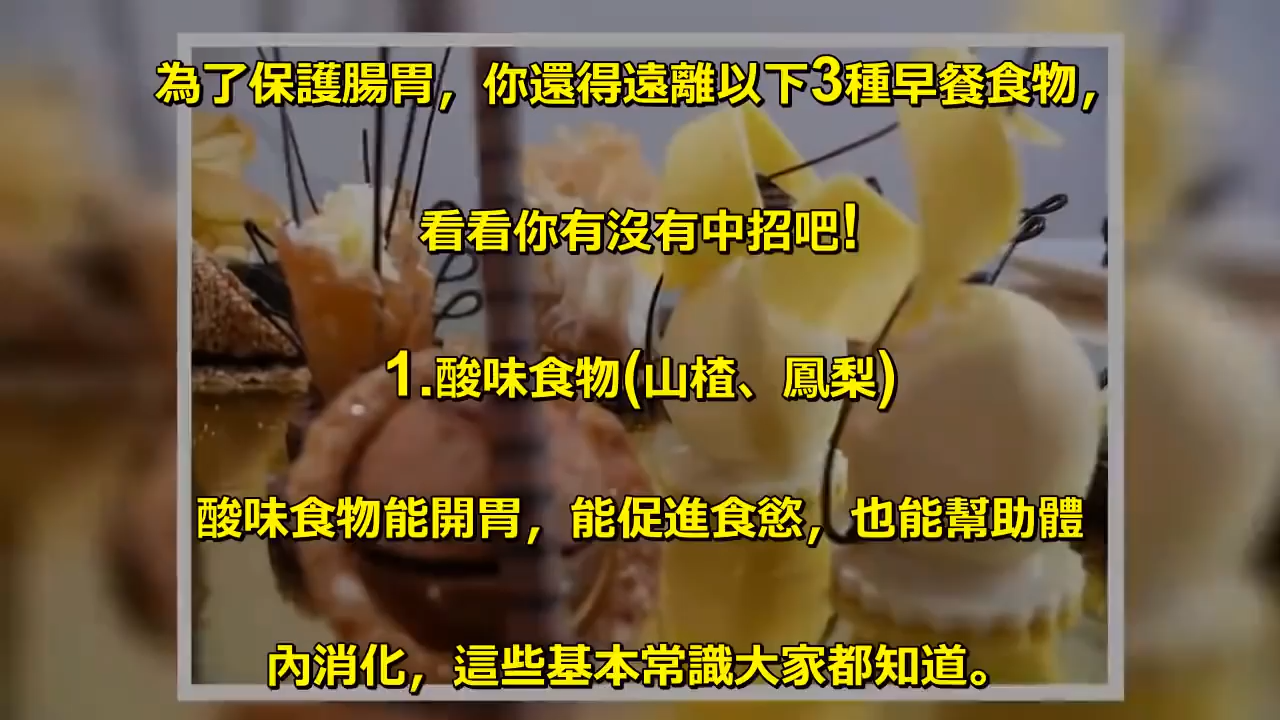 為了保護腸胃，你還得遠離以下3種早餐食物，
看看你有沒有中招吧!
1.酸味食物(山楂、鳳梨)
酸味食物能開胃，能促進食慾，也能幫助體
內消化，這些基本常識大家都知道。